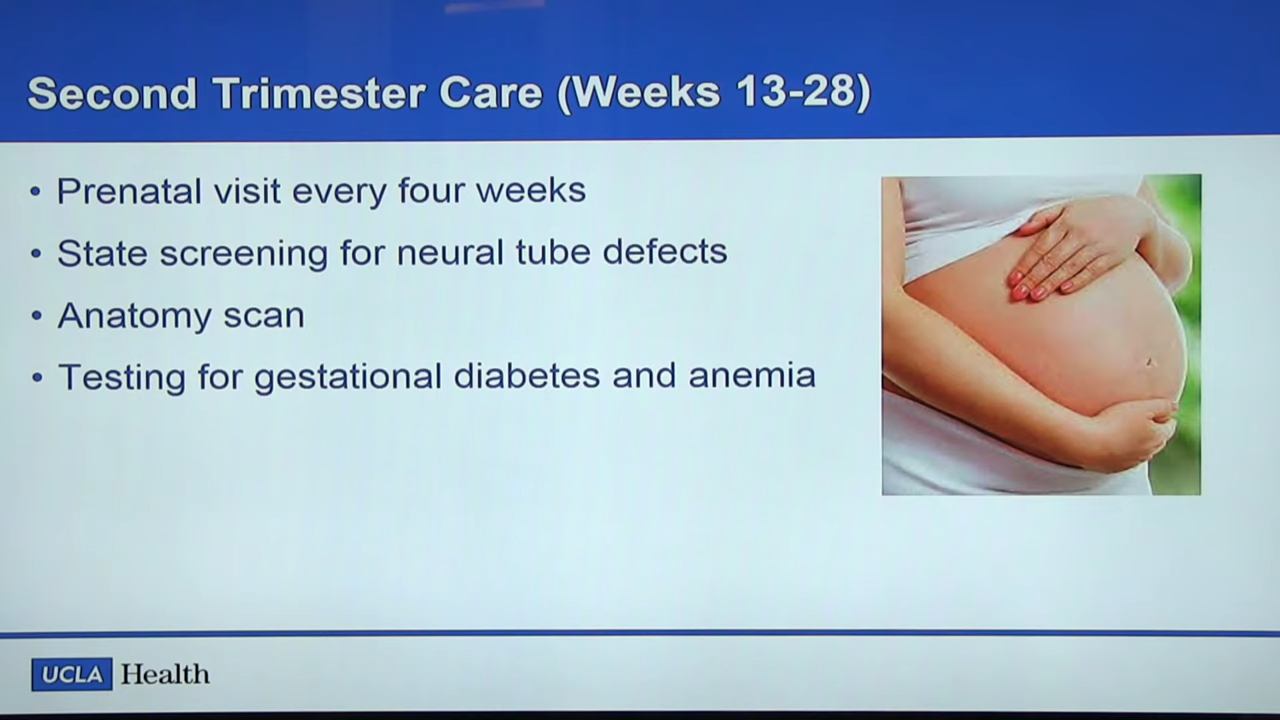 Second Trimester Care (Weeks 13-28)
• Prenatal visit every four weeks
• State screening for neural tube defects
• Anatomy scan
• Testing for gestational diabetes and anemia
UCLA Health